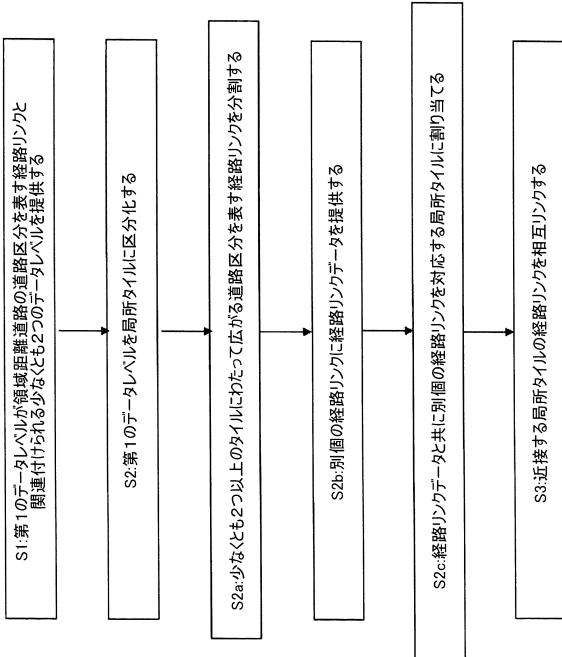 S1:第1のデータレベルが領域距離道路の道路区分を表す経路リンクと
関連付けられる少なくとも2つのデータレベルを提供する
S2:第1のデータレベルを局所タイルに区分化する
S2a:少なくとも2つ以上のタイルにわたって広がる道路区分を表す経路リンクを分割する
S2b:別個の経路リンクに経路リンクデータを提供する
S2c:経路リンクデータと共に別個の経路リンクを対応する局所タイルに割り当てる
S3:近接する局所タイルの経路リンクを相互リンクする